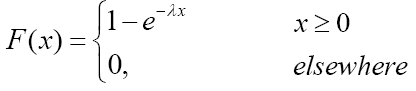 F(x) = { 1 − e^{−λx}    x ≥ 0
0,    elsewhere